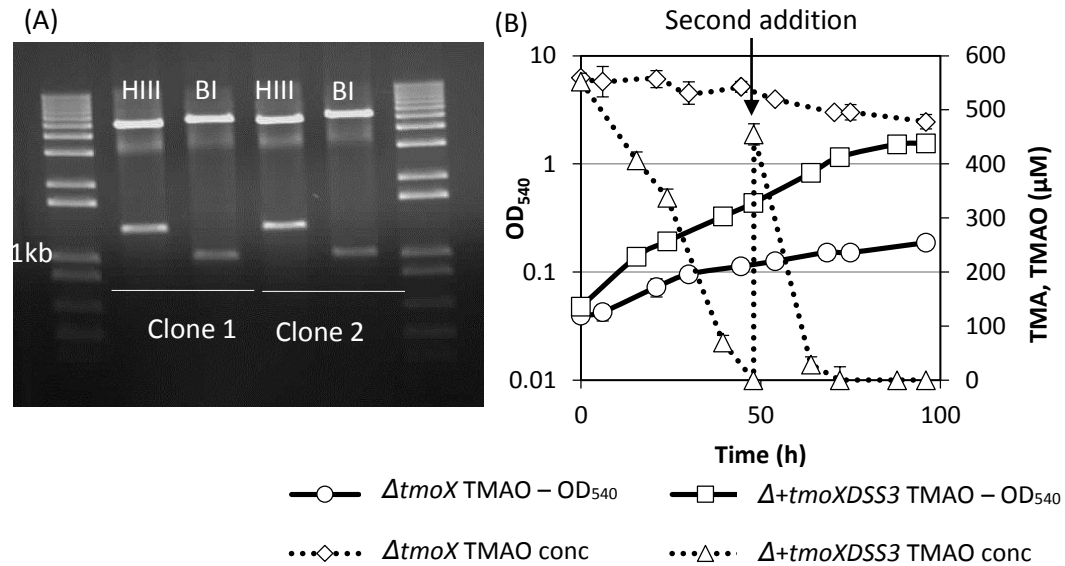 (A)
HIII BI HIII BI
1kb
Clone 1 Clone 2
(B)
Second addition
10
1
0.1
0.01
OD540
600
500
400
300
200
100
0
TMA, TMAO (µM)
0 50 100
Time (h)
ΔtmoX TMAO – OD540
Δ+tmoXDSS3 TMAO – OD540
ΔtmoX TMAO conc
Δ+tmoXDSS3 TMAO conc